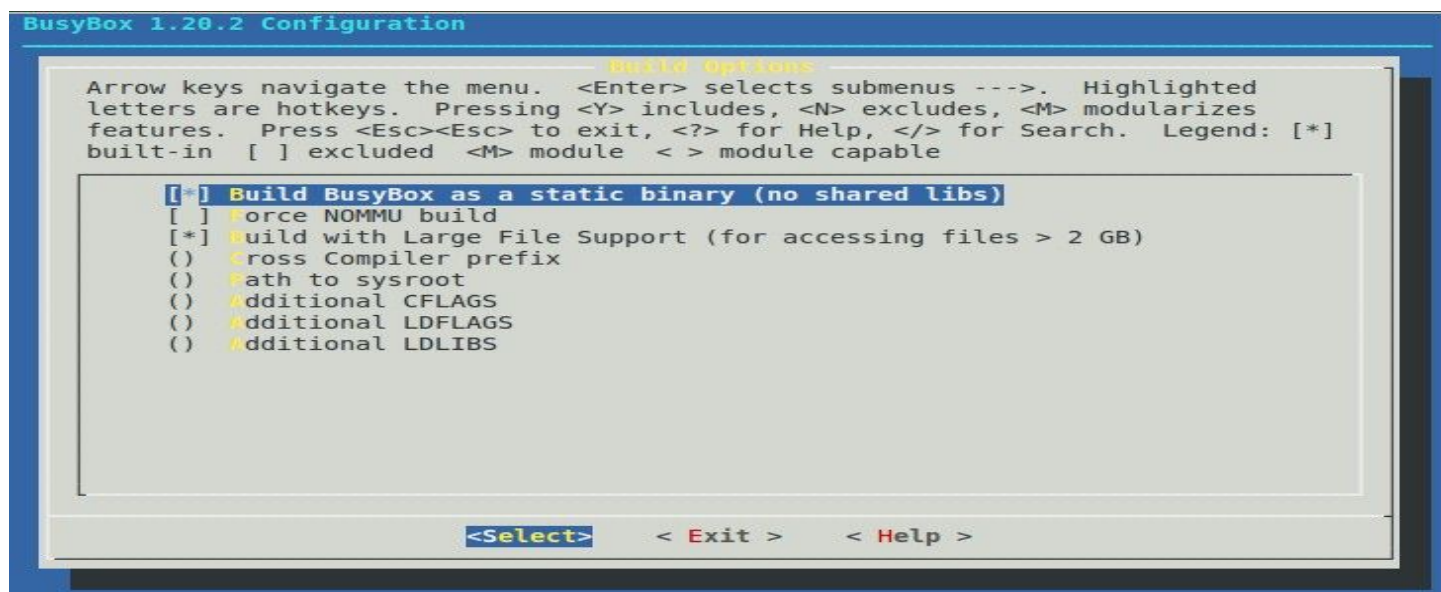 BusyBox 1.20.2 Configuration
Build Options
Arrow keys navigate the menu. <Enter> selects submenus --->. Highlighted
letters are hotkeys. Pressing <Y> includes, <N> excludes, <M> modularizes
features. Press <Esc><Esc> to exit, <?> for Help, </> for Search. Legend: [*]
built-in [ ] excluded <M> module < > module capable
[*] Build BusyBox as a static binary (no shared libs)
[ ] Force NOMMU build
[*] Build with Large File Support (for accessing files > 2 GB)
() Cross Compiler prefix
() Path to sysroot
() Additional CFLAGS
() Additional LDFLAGS
() Additional LDLIBS
<Select> < Exit > < Help >